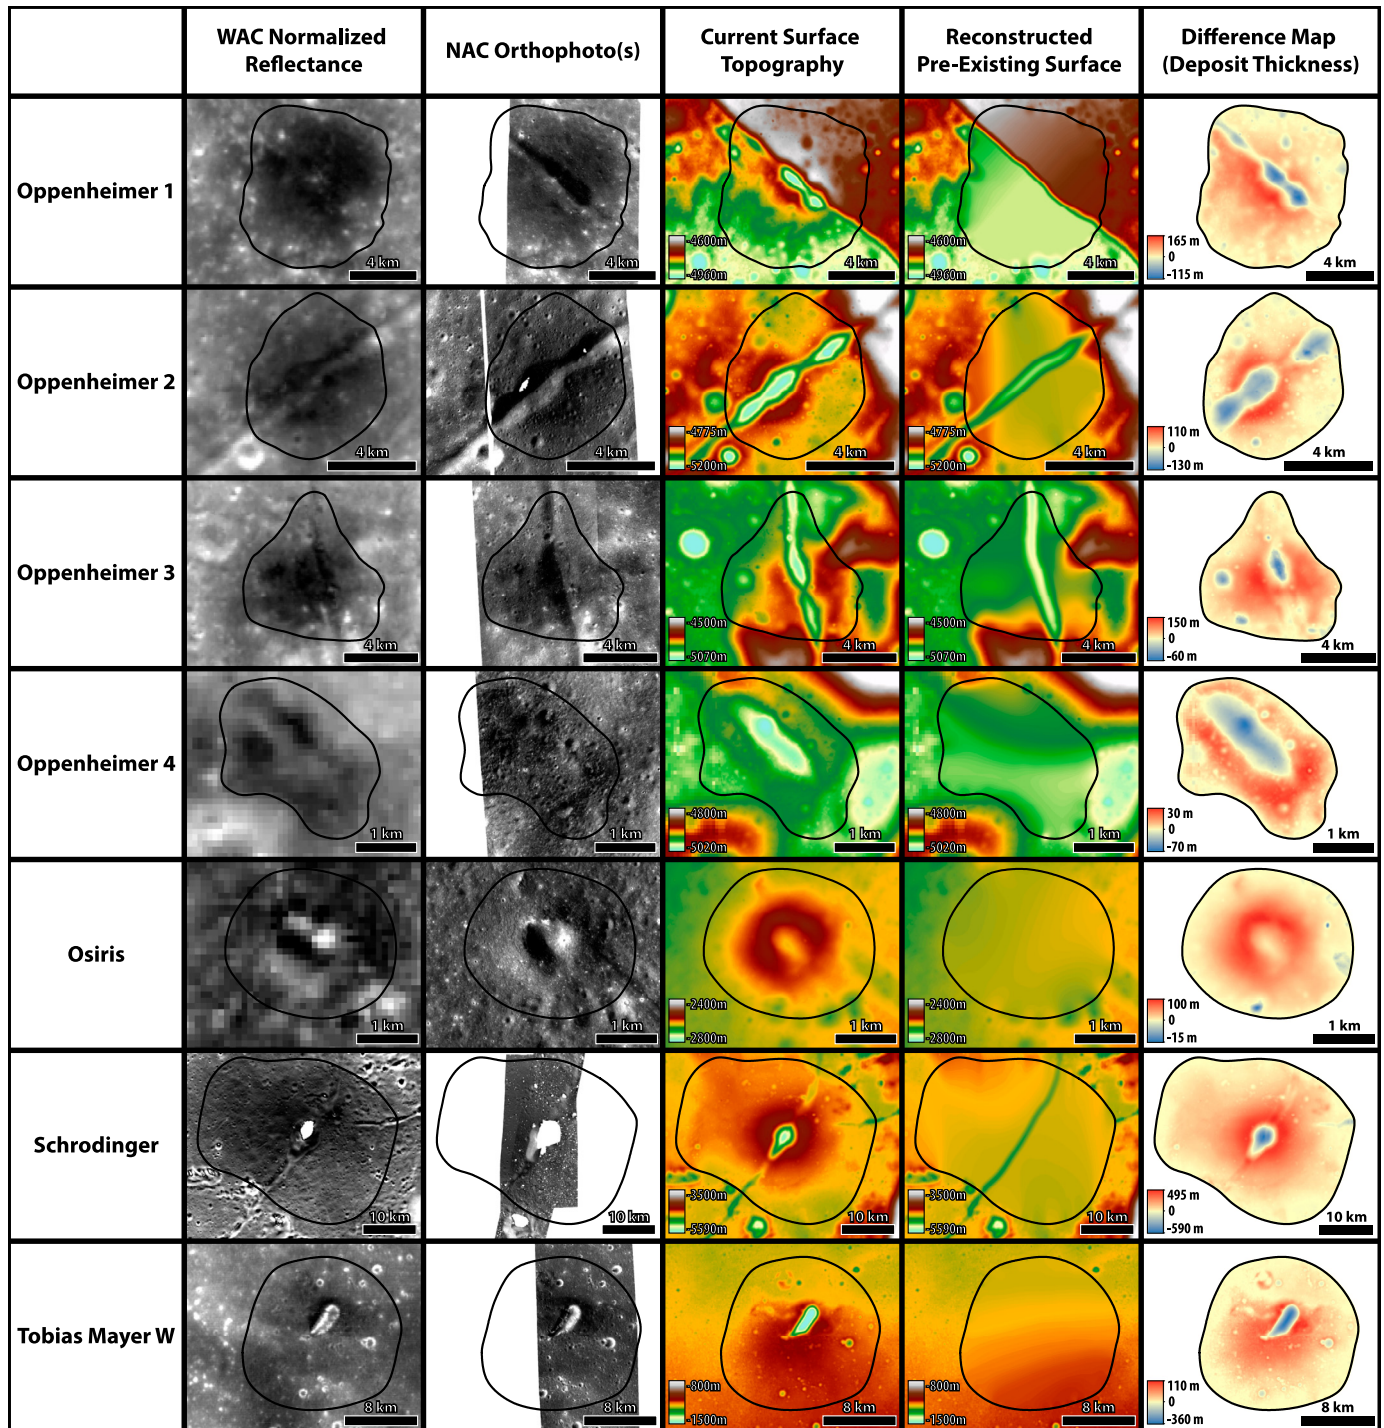 WAC Normalized
Reflectance
NAC Orthophoto(s)
Current Surface
Topography
Reconstructed
Pre-Existing Surface
Difference Map
(Deposit Thickness)
Oppenheimer 1
4 km
4 km
-4600m
-4960m
4 km
-4600m
-4960m
4 km
165 m
0
-115 m
4 km
Oppenheimer 2
4 km
4 km
-4775m
-5200m
4 km
-4775m
-5200m
4 km
110 m
0
-130 m
4 km
Oppenheimer 3
4 km
4 km
-4500m
-5070m
4 km
-4500m
-5070m
4 km
150 m
0
-60 m
4 km
Oppenheimer 4
1 km
1 km
-4800m
-5020m
1 km
-4800m
-5020m
1 km
30 m
0
-70 m
1 km
Osiris
1 km
1 km
-2400m
-2800m
1 km
-2400m
-2800m
1 km
100 m
0
-15 m
1 km
Schrodinger
10 km
10 km
-3500m
-5590m
10 km
-3500m
-5590m
10 km
495 m
0
-590 m
10 km
Tobias Mayer W
8 km
8 km
-800m
-1500m
8 km
-800m
-1500m
8 km
110 m
0
-360 m
8 km